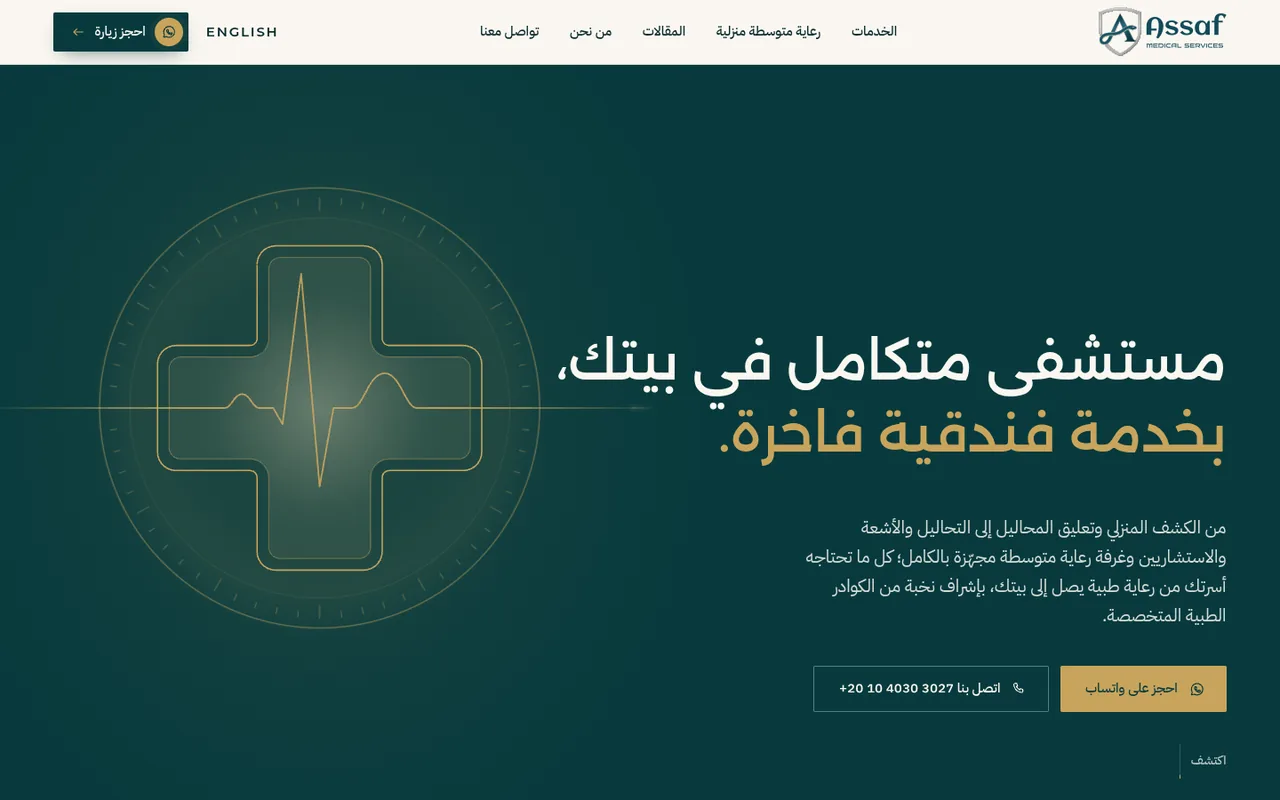 Assaf
MEDICAL SERVICES
الخدمات
رعاية متوسطة منزلية
المقالات
من نحن
تواصل معنا
ENGLISH
احجز زيارة ←
مستشفى متكامل في بيتك،
بخدمة فندقية فاخرة.
من الكشف المنزلي وتعليق المحاليل إلى التحاليل والأشعة
والاستشاريين وغرفة رعاية متوسطة مجهّزة بالكامل؛ كل ما تحتاجه
أسرتك من رعاية طبية يصل إلى بيتك، بإشراف نخبة من الكوادر
الطبية المتخصصة.
احجز على واتساب
اتصل بنا 3027 4030 10 20+
اكتشف